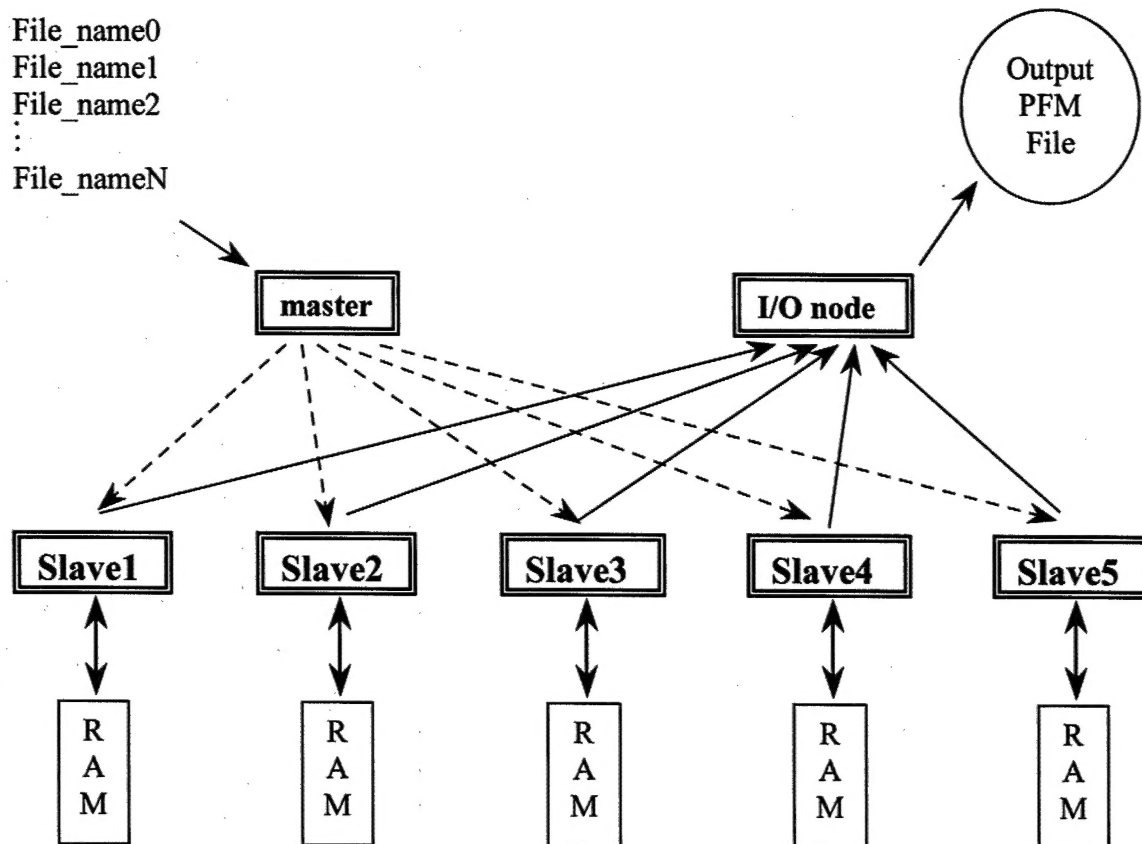 File_name0
File_name1
File_name2
⋮
File_nameN
Output
PFM
File
master
I/O node
Slave1
Slave2
Slave3
Slave4
Slave5
R
A
M
R
A
M
R
A
M
R
A
M
R
A
M